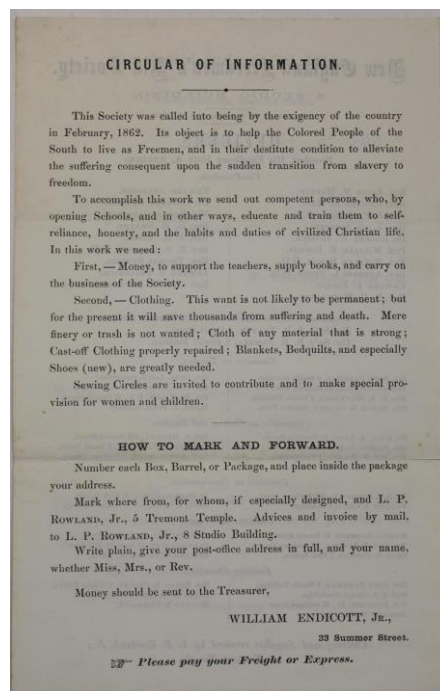 CIRCULAR OF INFORMATION.
This Society was called into being by the exigency of the country
in February, 1862. Its object is to help the Colored People of the
South to live as Freemen, and in their destitute condition to alleviate
the suffering consequent upon the sudden transition from slavery to
freedom.
To accomplish this work we send out competent persons, who, by
opening Schools, and in other ways, educate and train them to self-
reliance, honesty, and the habits and duties of civilized Christian life.
In this work we need:
First, — Money, to support the teachers, supply books, and carry on
the business of the Society.
Second, — Clothing. This want is not likely to be permanent; but
for the present it will save thousands from suffering and death. Mere
finery or trash is not wanted; Cloth of any material that is strong;
Cast-off Clothing properly repaired; Blankets, Bedquilts, and especially
Shoes (new), are greatly needed.
Sewing Circles are invited to contribute and to make special pro-
vision for women and children.
HOW TO MARK AND FORWARD.
Number each Box, Barrel, or Package, and place inside the package
your address.
Mark where from, for whom, if especially designed, and L. P.
ROWLAND, Jr., 5 Tremont Temple. Advices and invoice by mail,
to L. P. ROWLAND, Jr., 8 Studio Building.
Write plain, give your post-office address in full, and your name,
whether Miss, Mrs., or Rev.
Money should be sent to the Treasurer,
WILLIAM ENDICOTT, Jr.,
33 Summer Street.
☞ Please pay your Freight or Express.